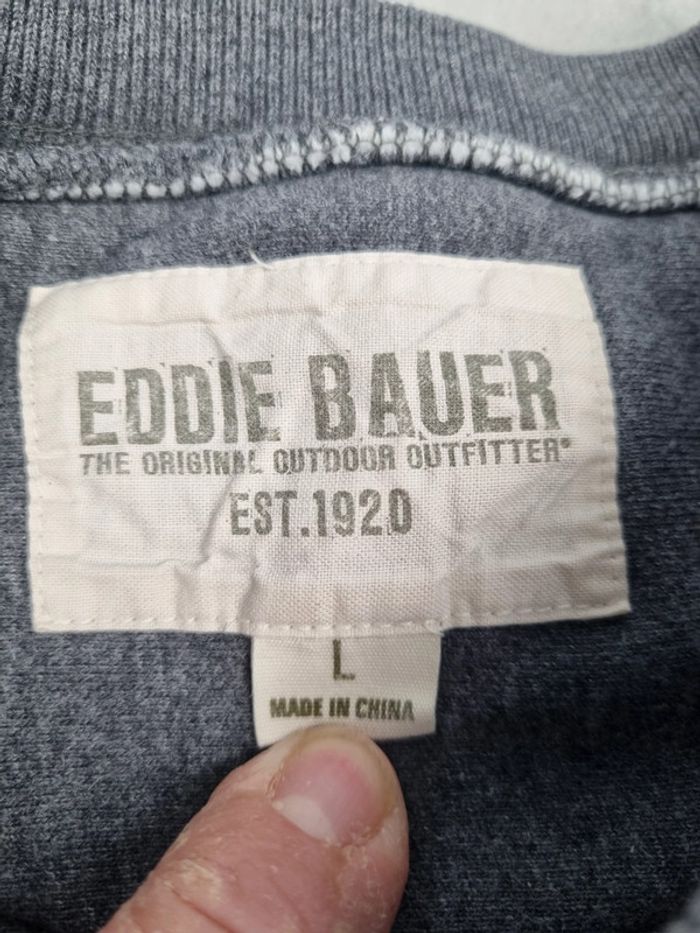 EDDIE BAUER
THE ORIGINAL OUTDOOR OUTFITTER®
EST.1920
L
MADE IN CHINA